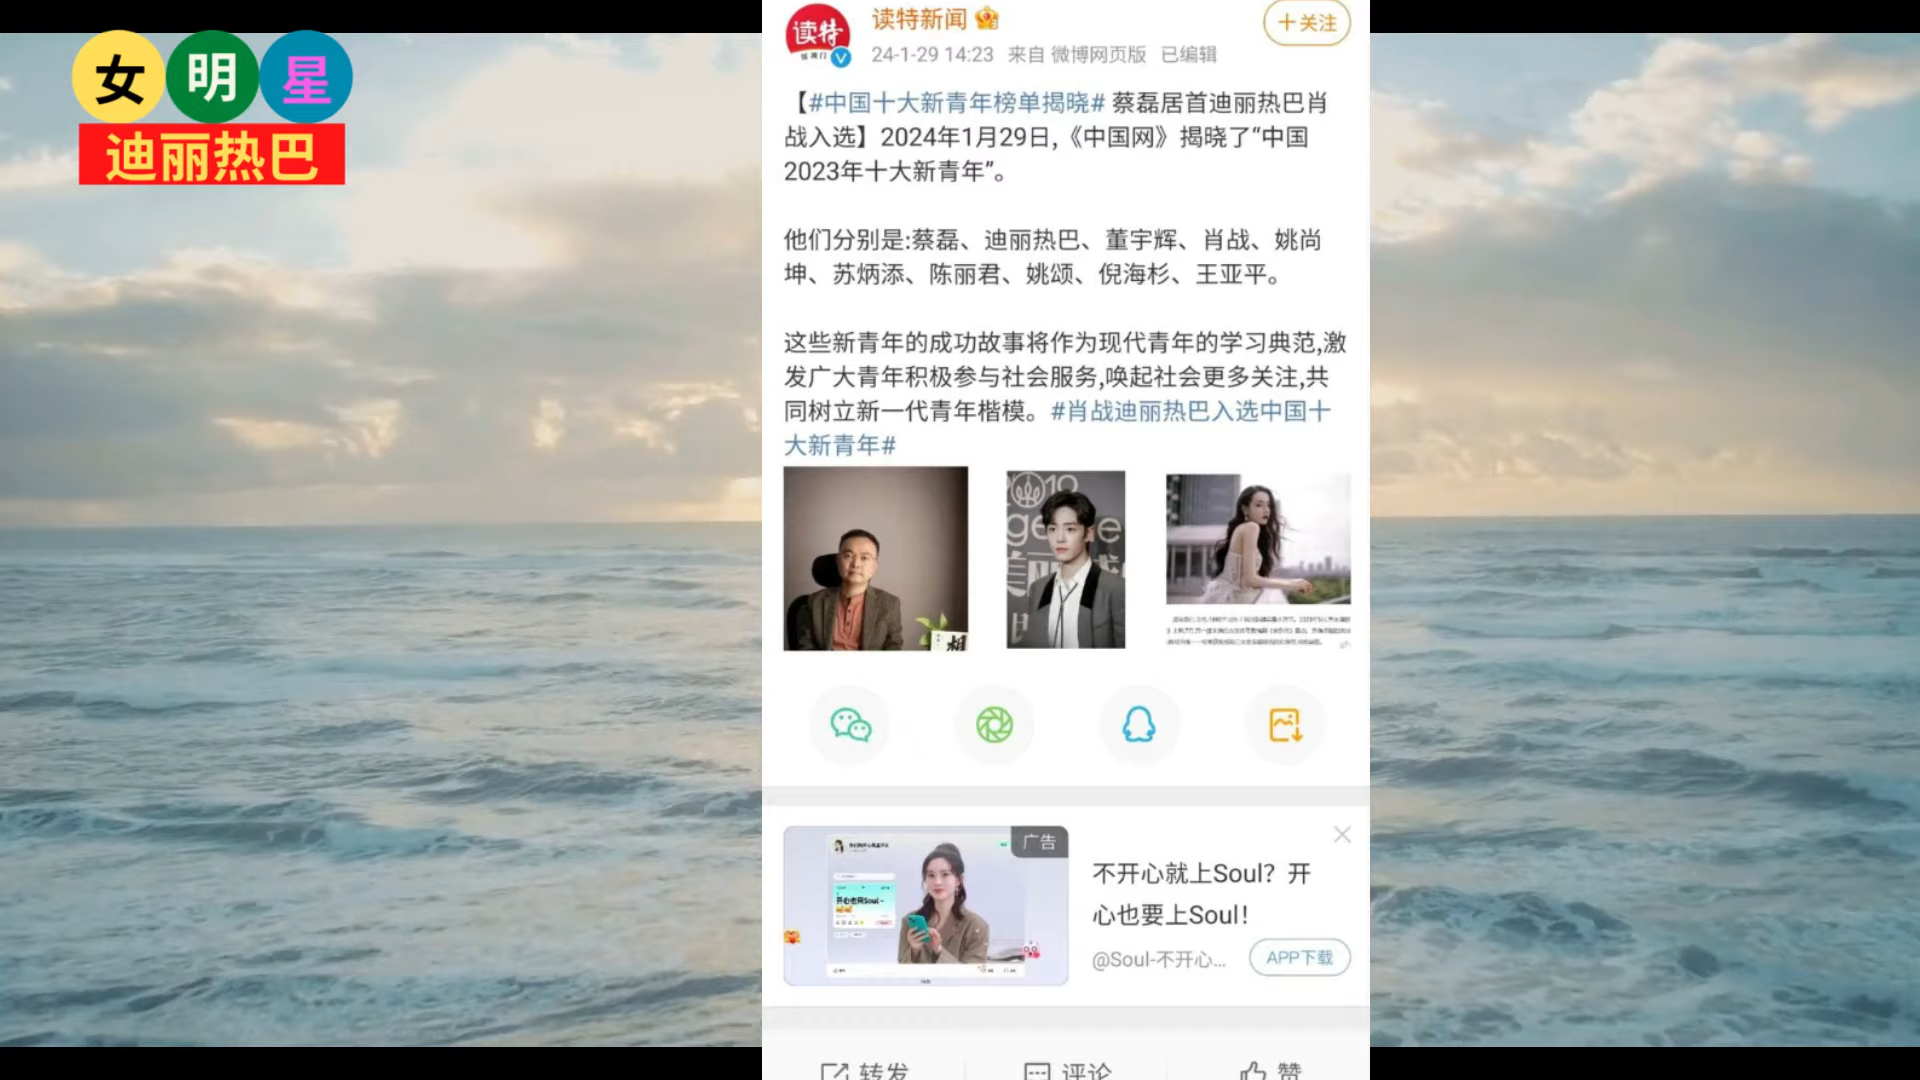 女明星
迪丽热巴
读特
读特新闻
24-1-29 14:23 来自 微博网页版 已编辑
十关注
【#中国十大新青年榜单揭晓# 蔡磊居首迪丽热巴肖
战入选】2024年1月29日,《中国网》揭晓了“中国
2023年十大新青年”。
他们分别是:蔡磊、迪丽热巴、董宇辉、肖战、姚尚
坤、苏炳添、陈丽君、姚颂、倪海杉、王亚平。
这些新青年的成功故事将作为现代青年的学习典范,激
发广大青年积极参与社会服务,唤起社会更多关注,共
同树立新一代青年楷模。#肖战迪丽热巴入选中国十
大新青年#
广告
开心也来Soul~
不开心就上Soul？开
心也要上Soul！
@Soul-不开心...
APP下载
转发
评论
赞